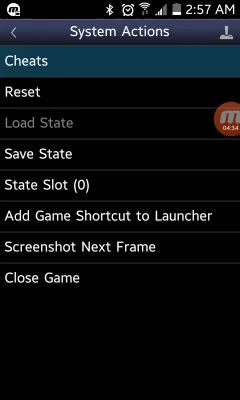 2:57 AM
System Actions
Cheats
Reset
04:34
Load State
Save State
State Slot (0)
Add Game Shortcut to Launcher
Screenshot Next Frame
Close Game